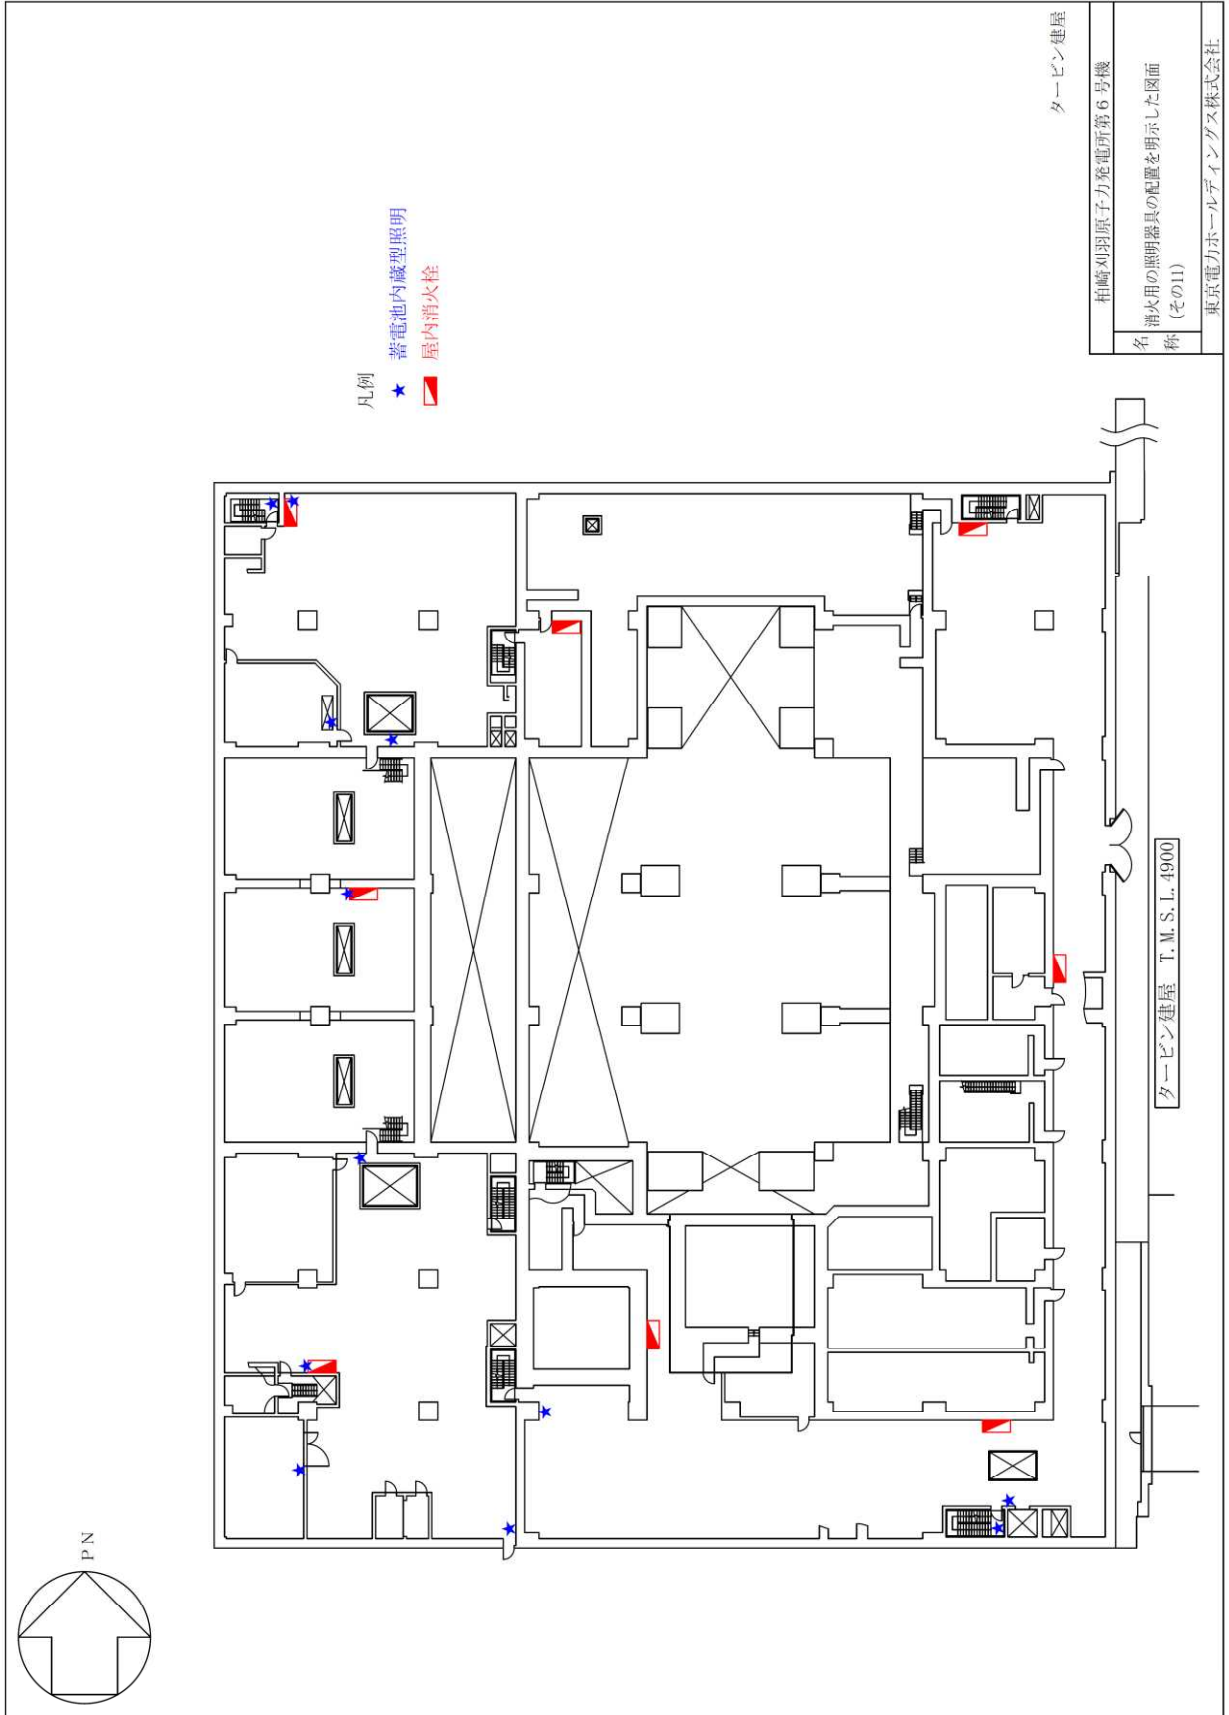 PN
凡例
★ 蓄電池内蔵型照明
屋内消火栓
タービン建屋 T.M.S.L.4900
タービン建屋
柏崎刈羽原子力発電所第6号機
名称
消火用の照明器具の配置を明示した図面
(その11)
東京電力ホールディングス株式会社